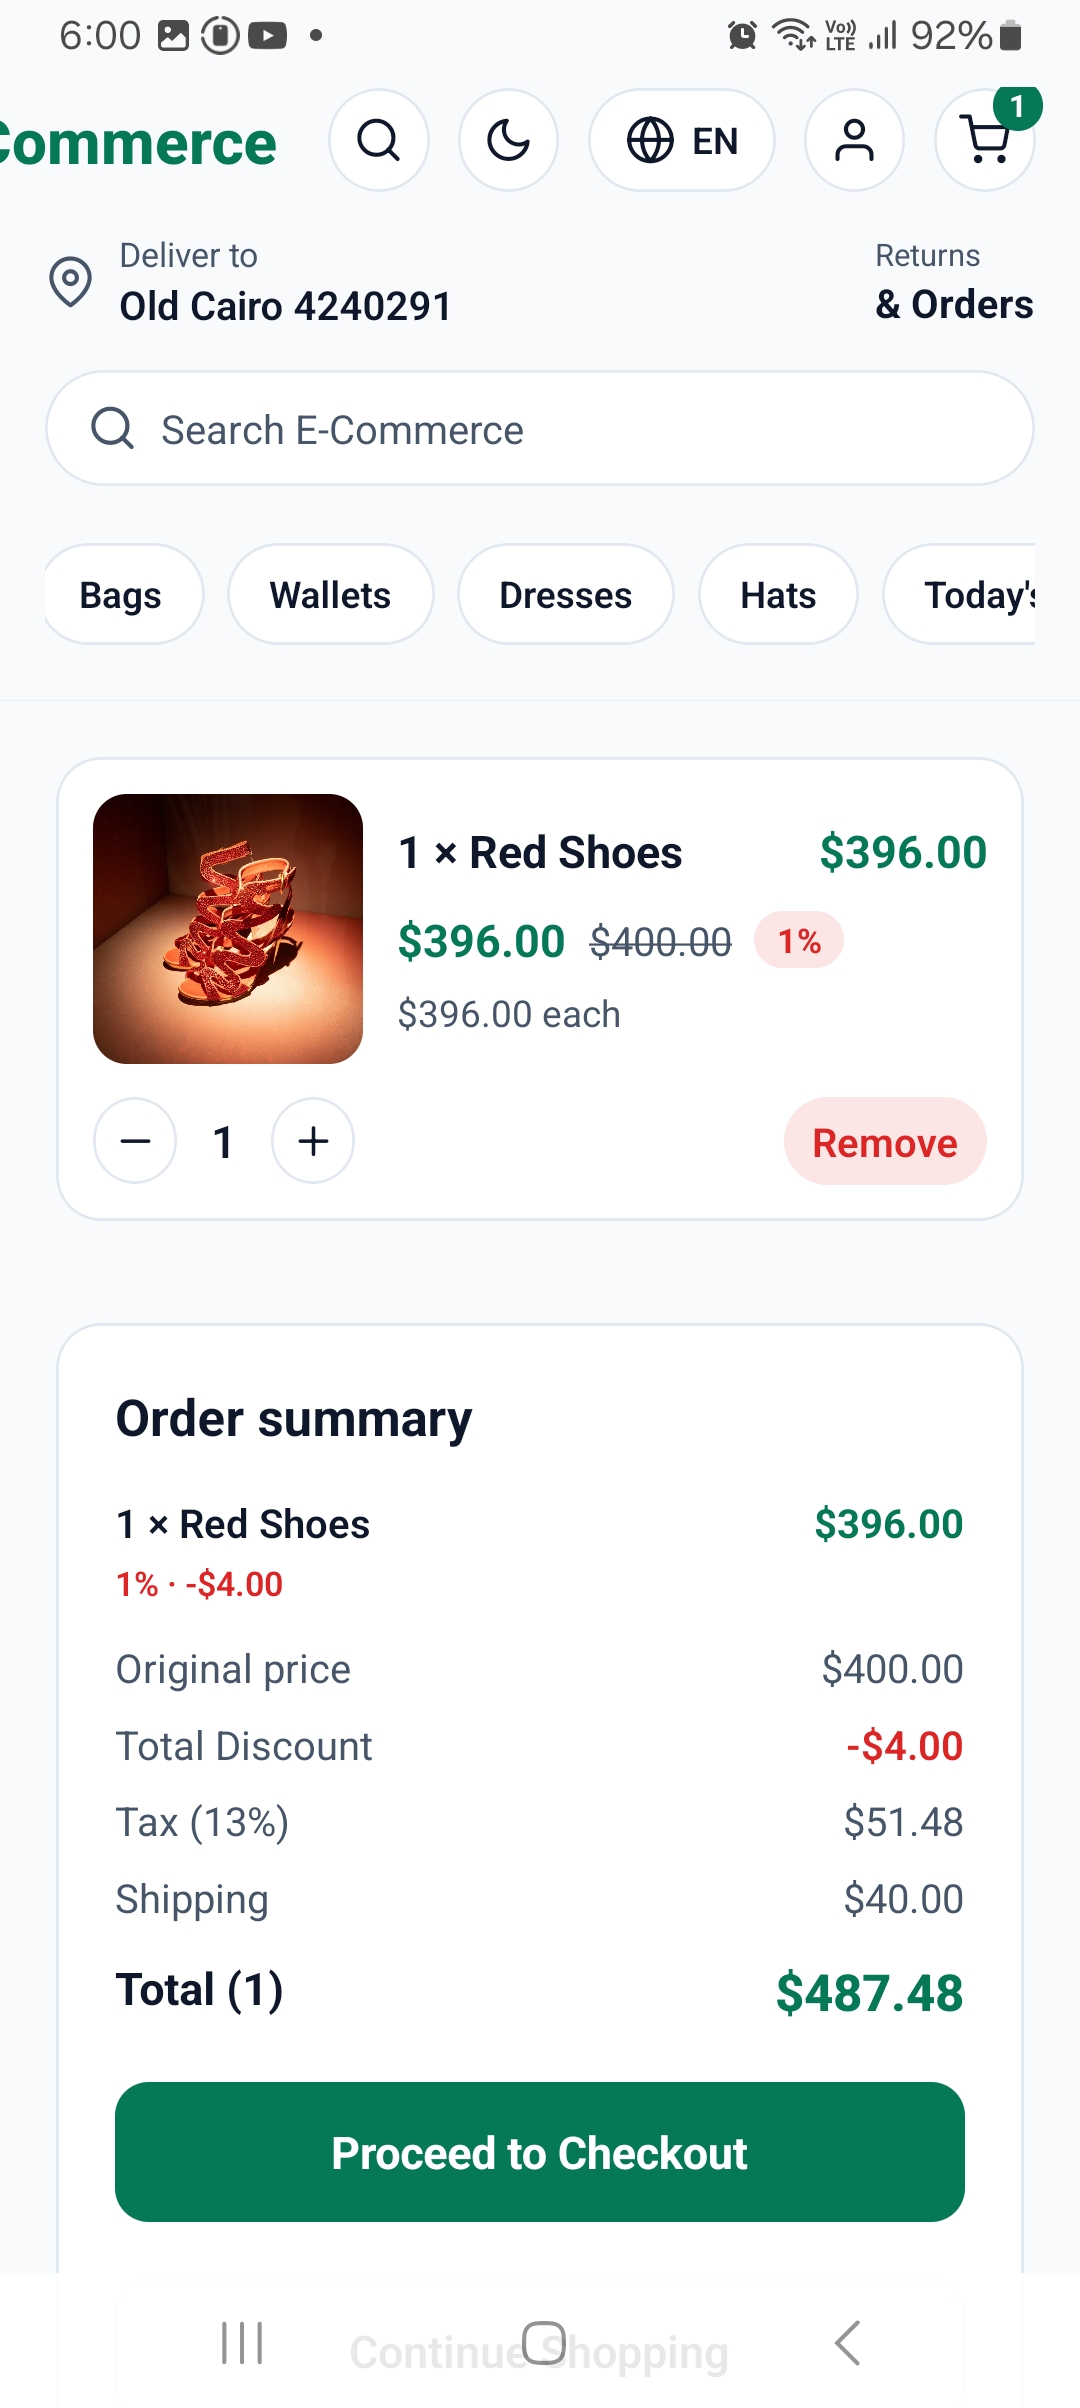 6:00 Vo)) LTE 92%
Commerce EN 1
Deliver to Returns
Old Cairo 4240291 & Orders
Search E-Commerce
Bags Wallets Dresses Hats Today's
1 × Red Shoes $396.00
$396.00 $400.00 1%
$396.00 each
1 Remove
Order summary
1 × Red Shoes $396.00
1% · -$4.00
Original price $400.00
Total Discount -$4.00
Tax (13%) $51.48
Shipping $40.00
Total (1) $487.48
Proceed to Checkout
Continue Shopping